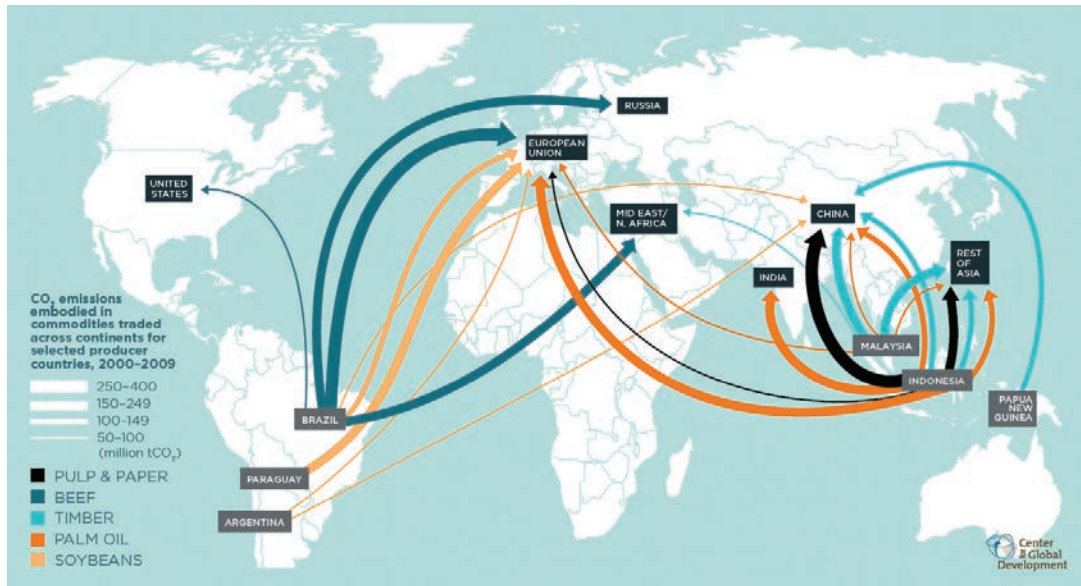 RUSSIA
EUROPEAN
UNION
UNITED
STATES
MID EAST/
N. AFRICA
CHINA
REST
OF
ASIA
INDIA
MALAYSIA
INDONESIA
PAPUA
NEW
GUINEA
BRAZIL
PARAGUAY
ARGENTINA
CO₂ emissions
embodied in
commodities traded
across continents for
selected producer
countries, 2000–2009
250–400
150–249
100–149
50–100
(million tCO₂)
PULP & PAPER
BEEF
TIMBER
PALM OIL
SOYBEANS
Center
for Global
Development